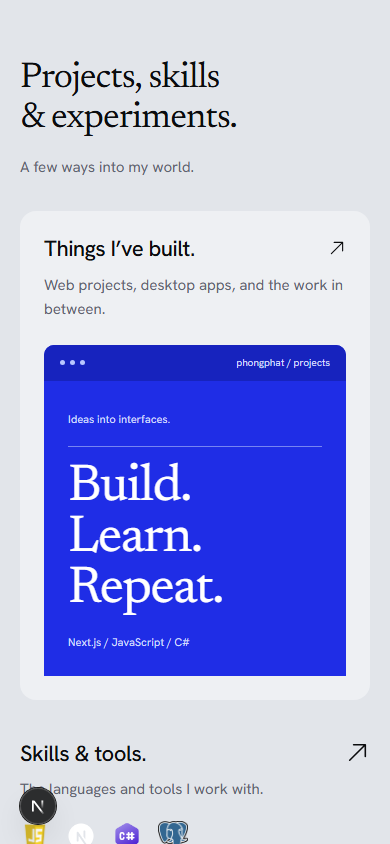 Projects, skills
& experiments.
A few ways into my world.
Things I’ve built.
Web projects, desktop apps, and the work in
between.
phongphat / projects
Ideas into interfaces.
Build.
Learn.
Repeat.
Next.js / JavaScript / C#
Skills & tools.
The languages and tools I work with.
N
JS
N
C#